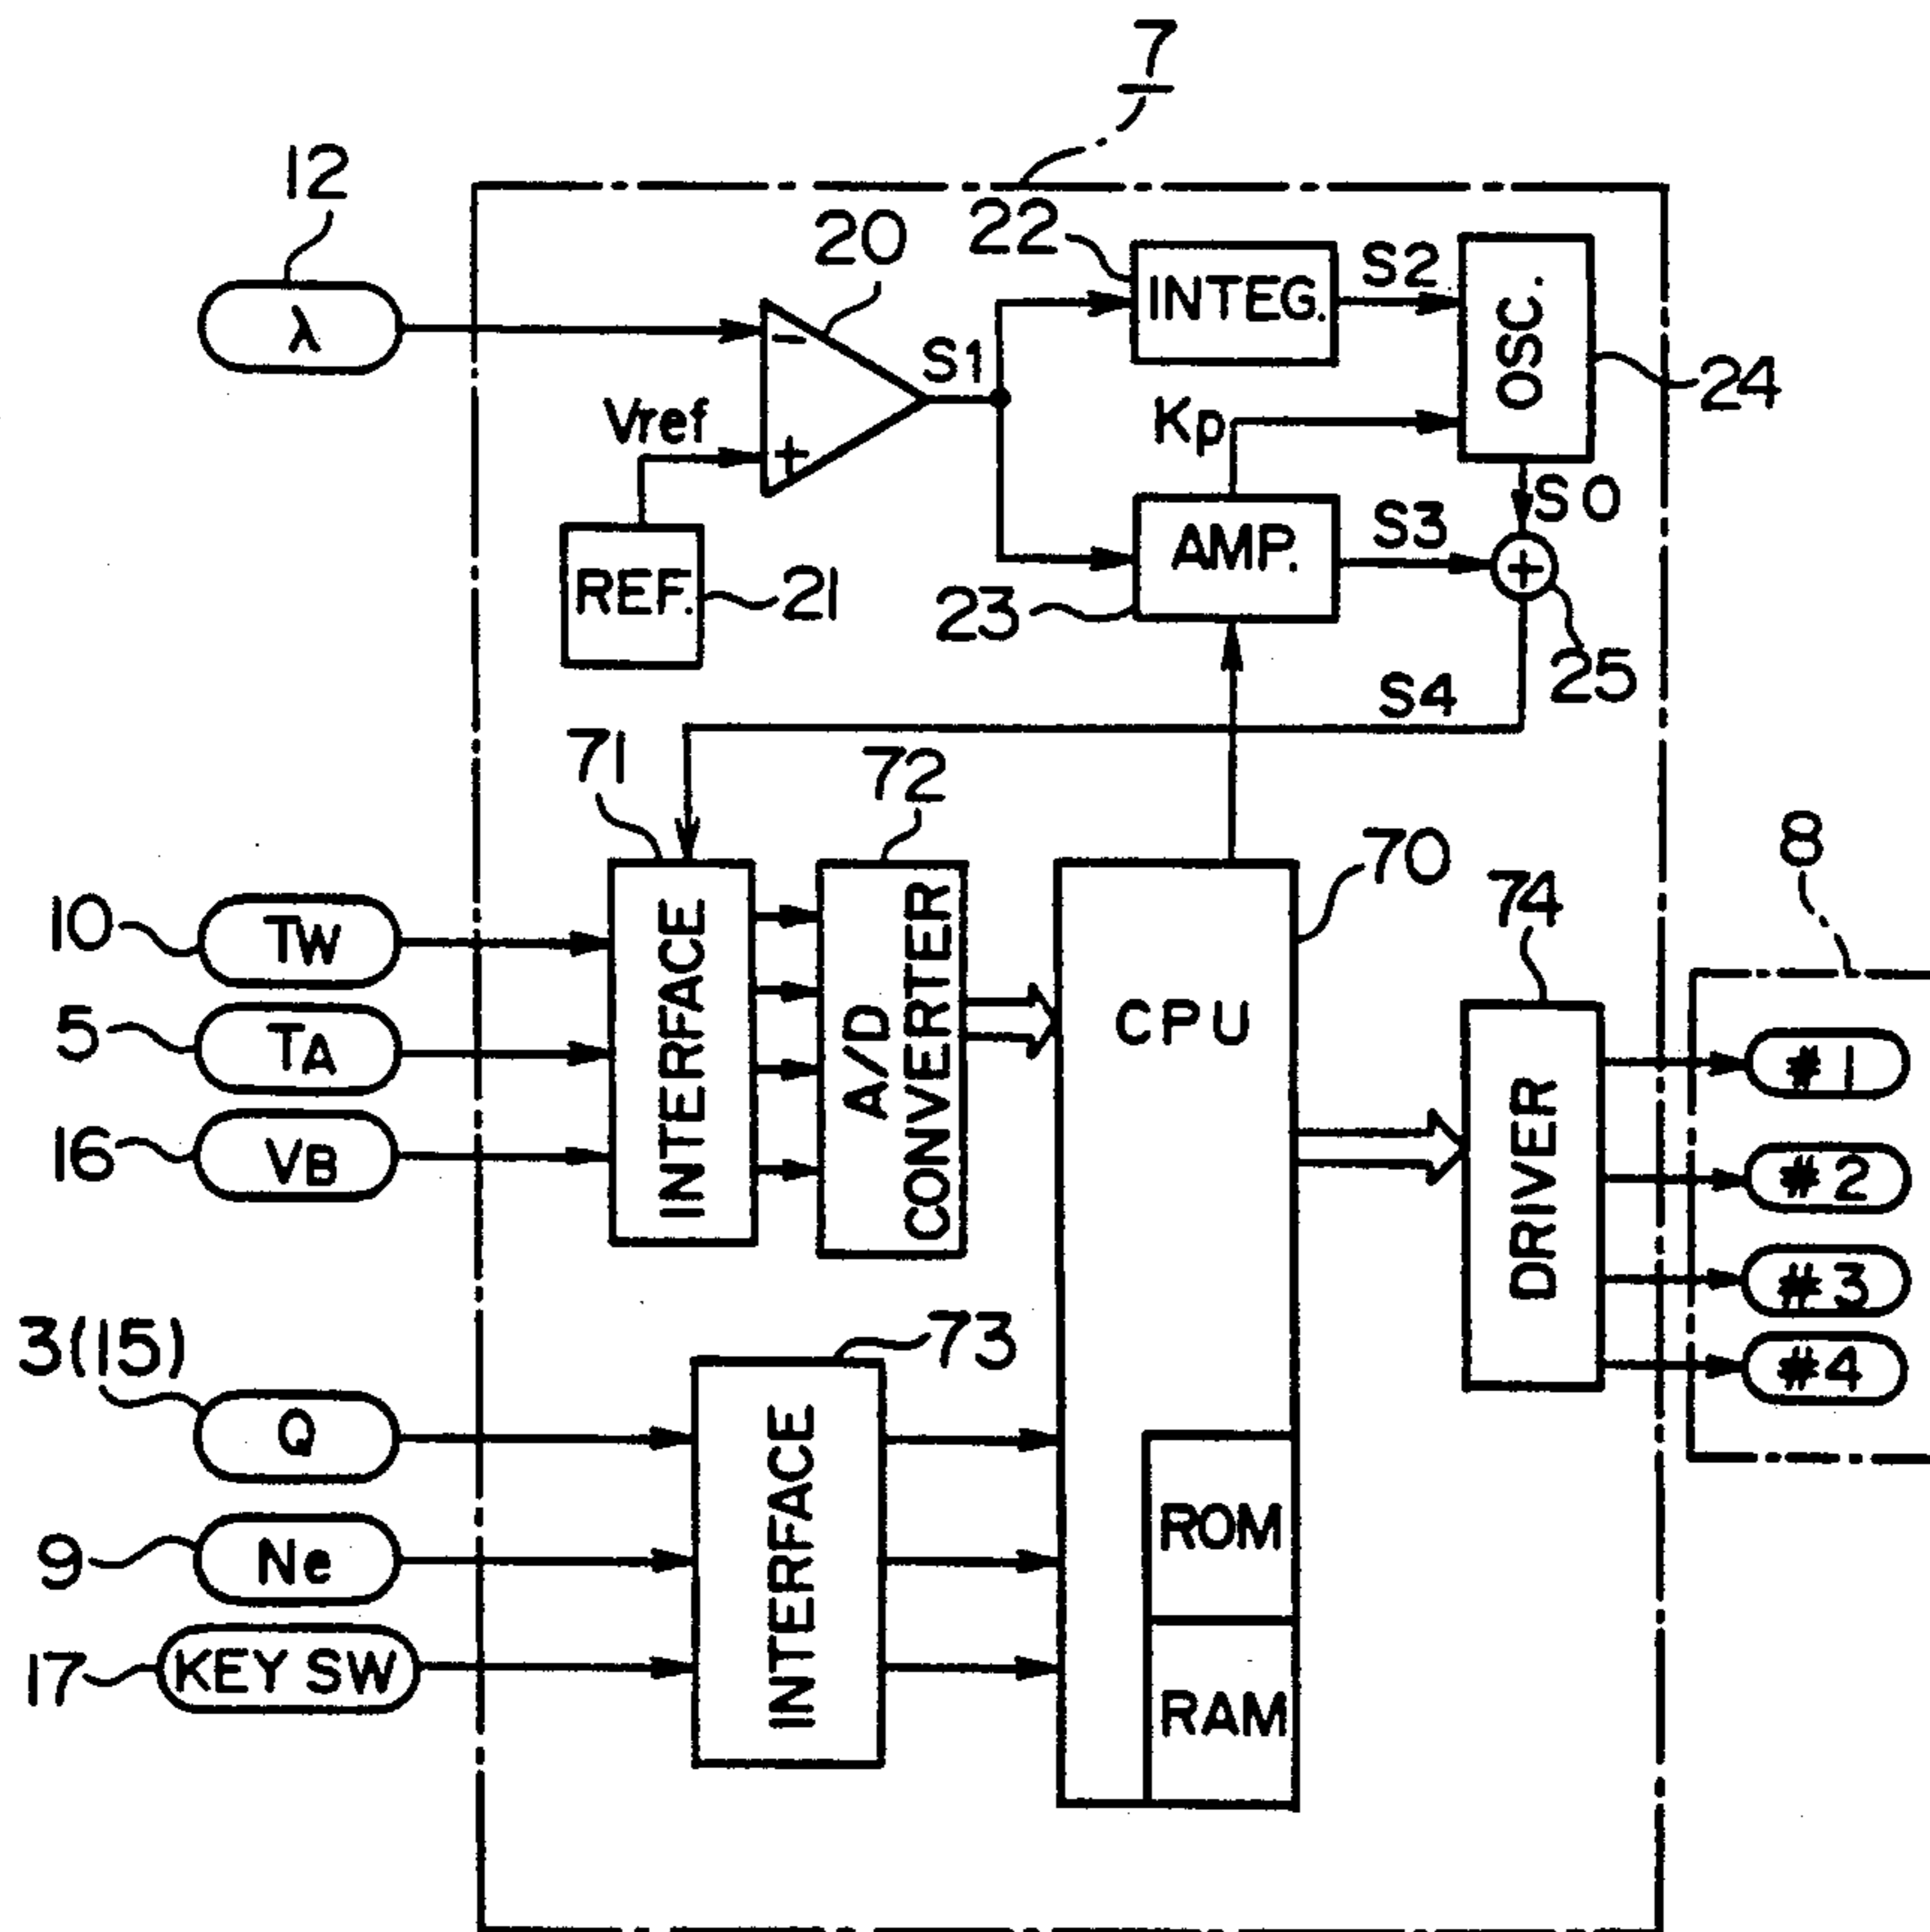 7
12
λ
20
22
INTEG.
S2
OSC.
24
S1
Vref
−
+
Kp
S0
REF.
21
AMP.
23
S3
+
25
S4
71
72
70
74
8
10
TW
5
TA
16
VB
INTERFACE
A/D
CONVERTER
CPU
DRIVER
#1
#2
#3
#4
3(15)
Q
9
Ne
17
KEY SW
73
INTERFACE
ROM
RAM